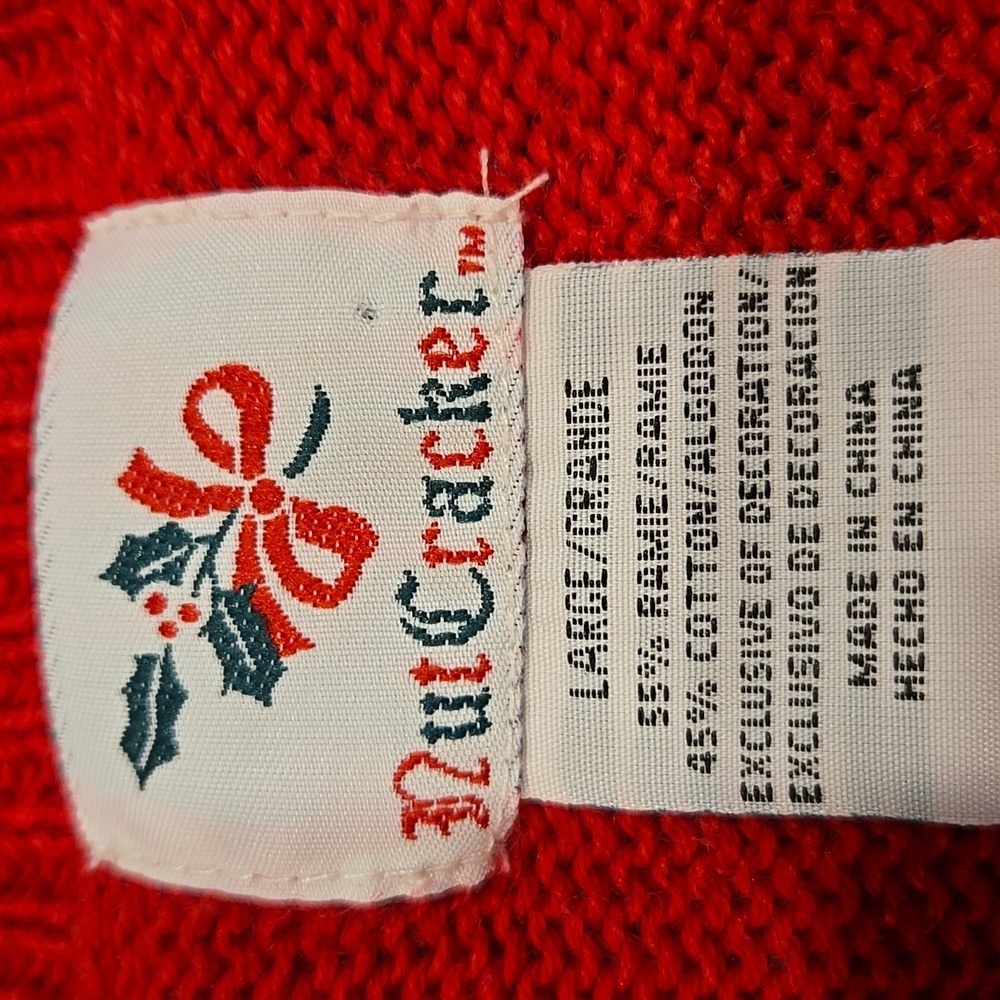 NutCracker™
LARGE/GRANDE
55% RAMIE/RAMIE
45% COTTON/ALGODON
EXCLUSIVE OF DECORATION/
EXCLUSIVO DE DECORACION
MADE IN CHINA
HECHO EN CHINA